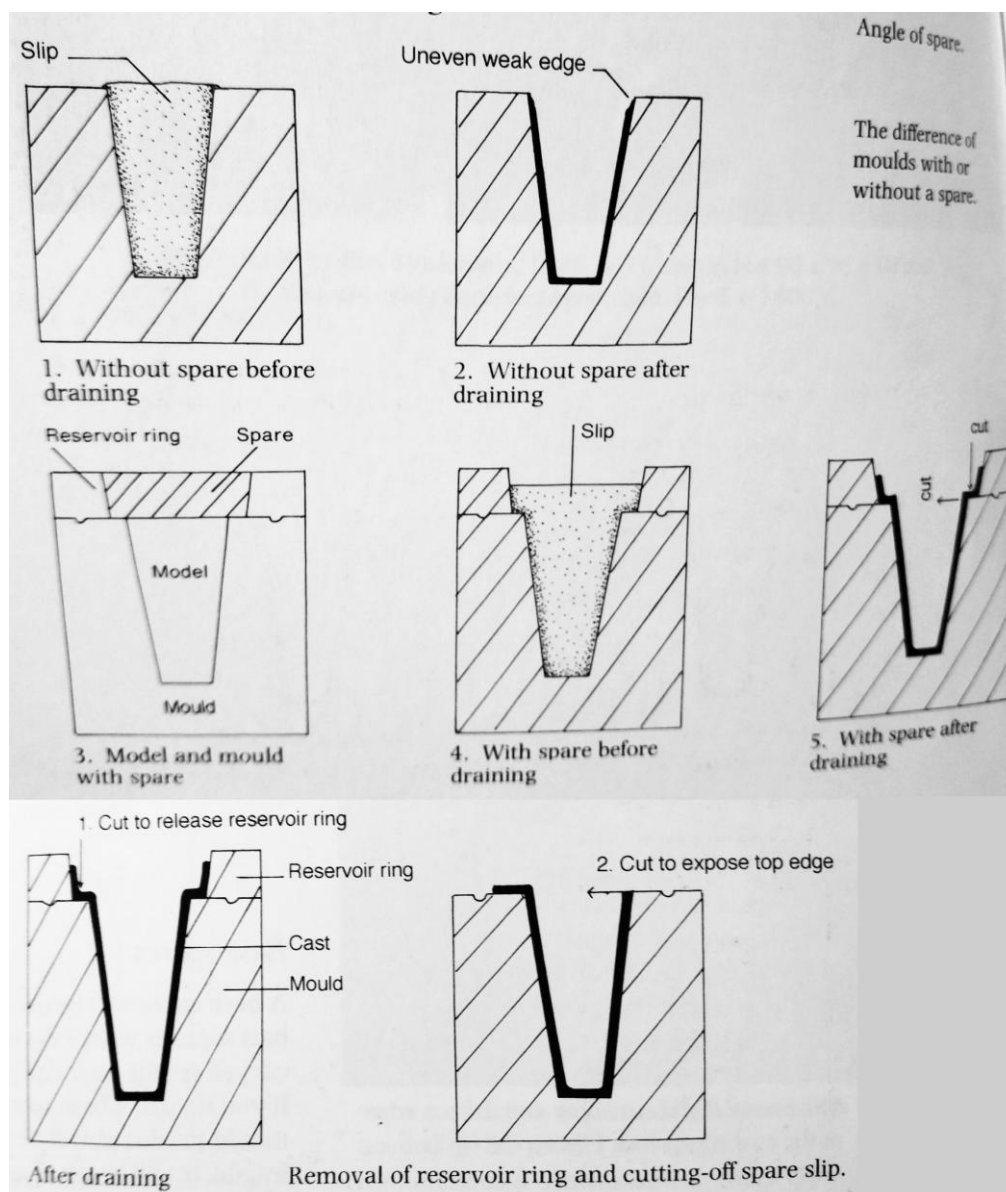 Angle of spare.
Slip
Uneven weak edge
The difference of
moulds with or
without a spare.
1. Without spare before
draining
2. Without spare after
draining
Reservoir ring
Spare
Model
Mould
3. Model and mould
with spare
Slip
4. With spare before
draining
cut
cut
5. With spare after
draining
1. Cut to release reservoir ring
Reservoir ring
Cast
Mould
After draining
2. Cut to expose top edge
Removal of reservoir ring and cutting-off spare slip.